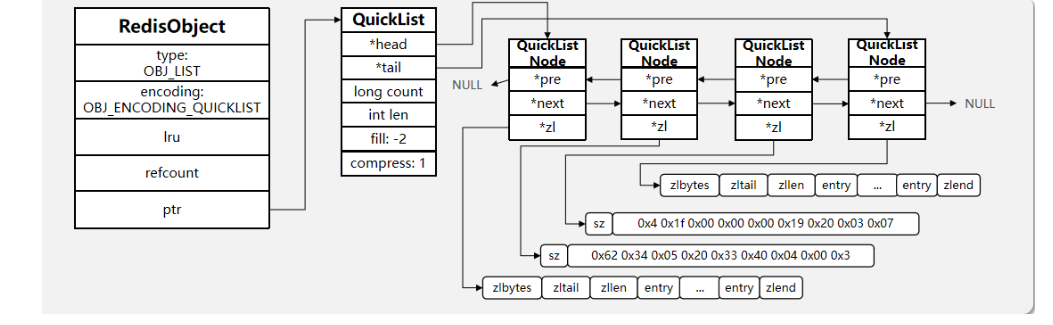 RedisObject
type:
OBJ_LIST
encoding:
OBJ_ENCODING_QUICKLIST
lru
refcount
ptr
QuickList
*head
*tail
long count
int len
fill: -2
compress: 1
NULL
QuickList
Node
*pre
*next
*zl
QuickList
Node
*pre
*next
*zl
QuickList
Node
*pre
*next
*zl
QuickList
Node
*pre
*next
*zl
NULL
zlbytes zltail zllen entry ... entry zlend
sz 0x4 0x1f 0x00 0x00 0x00 0x19 0x20 0x03 0x07
sz 0x62 0x34 0x05 0x20 0x33 0x40 0x04 0x00 0x3
zlbytes zltail zllen entry ... entry zlend